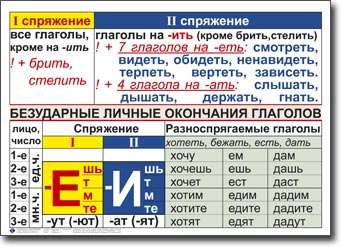 I спряжение
II спряжение
все глаголы,
кроме на -ить
! + брить,
стелить
глаголы на -ить (кроме брить,стелить)
! + 7 глаголов на -еть: смотреть,
видеть, обидеть, ненавидеть,
терпеть, вертеть, зависеть.
! + 4 глагола на -ать: слышать,
дышать, держать, гнать.
БЕЗУДАРНЫЕ ЛИЧНЫЕ ОКОНЧАНИЯ ГЛАГОЛОВ
лицо, число
Спряжение
I II
Разноспрягаемые глаголы
хотеть, бежать, есть, дать
1-е ед.ч. хочу ем дам
2-е хочешь ешь дашь
3-е хочет ест даст
1-е мн.ч. хотим едим дадим
2-е хотите едите дадите
3-е хотят едят дадут
-Е шь т м те
-И шь т м те
-ут (-ют) -ат (-ят)